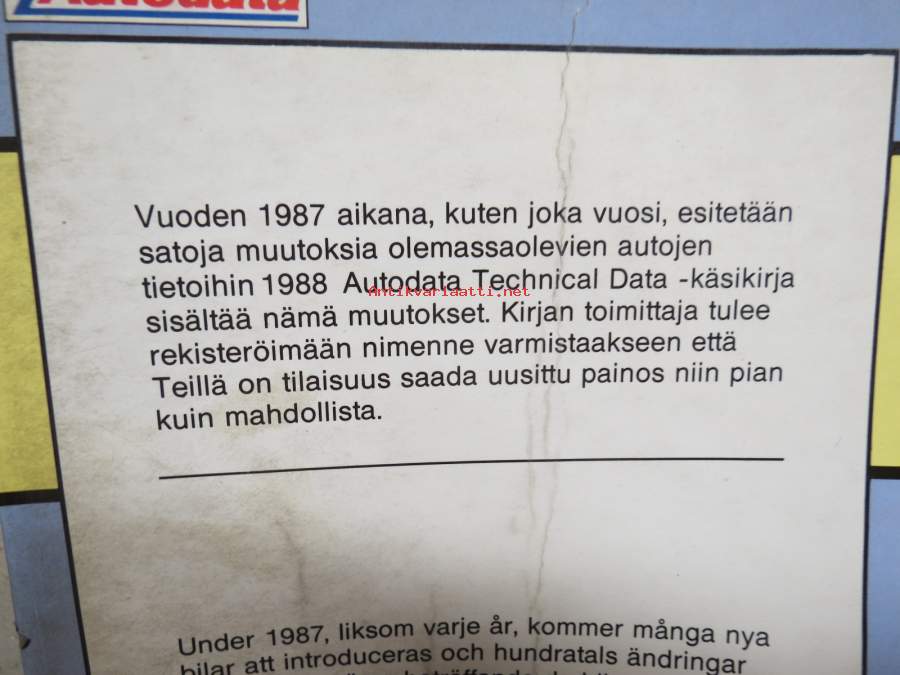 Autodata
Vuoden 1987 aikana, kuten joka vuosi, esitetään
satoja muutoksia olemassaolevien autojen
tietoihin 1988 Autodata Technical Data -käsikirja
Antikvariaatti.net
sisältää nämä muutokset. Kirjan toimittaja tulee
rekisteröimään nimenne varmistaakseen että
Teillä on tilaisuus saada uusittu painos niin pian
kuin mahdollista.
Under 1987, liksom varje år, kommer många nya
bilar att introduceras och hundratals ändringar